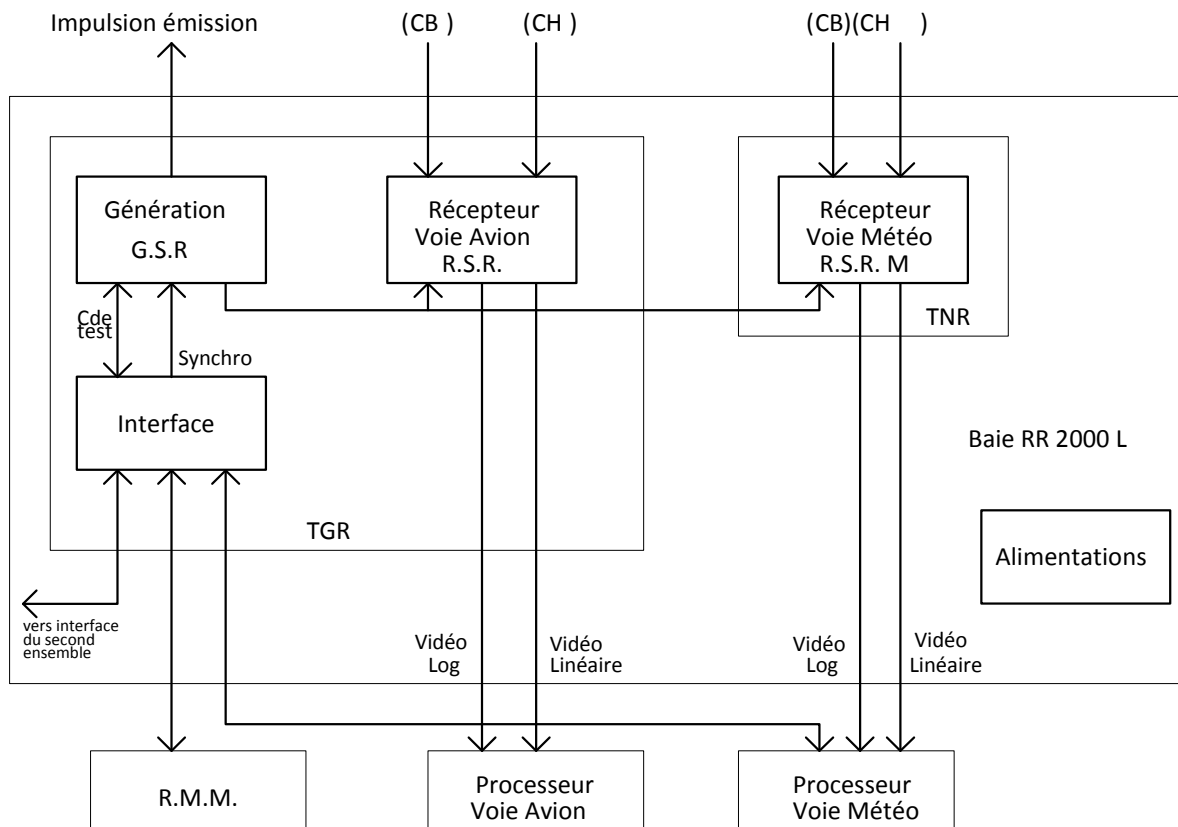 Impulsion émission
(CB )
(CH )
(CB)(CH )
Génération
G.S.R
Récepteur
Voie Avion
R.S.R.
Récepteur
Voie Météo
R.S.R. M
TNR
Cde
test
Synchro
Interface
Baie RR 2000 L
TGR
Alimentations
vers interface
du second
ensemble
Vidéo
Log
Vidéo
Linéaire
Vidéo
Log
Vidéo
Linéaire
R.M.M.
Processeur
Voie Avion
Processeur
Voie Météo